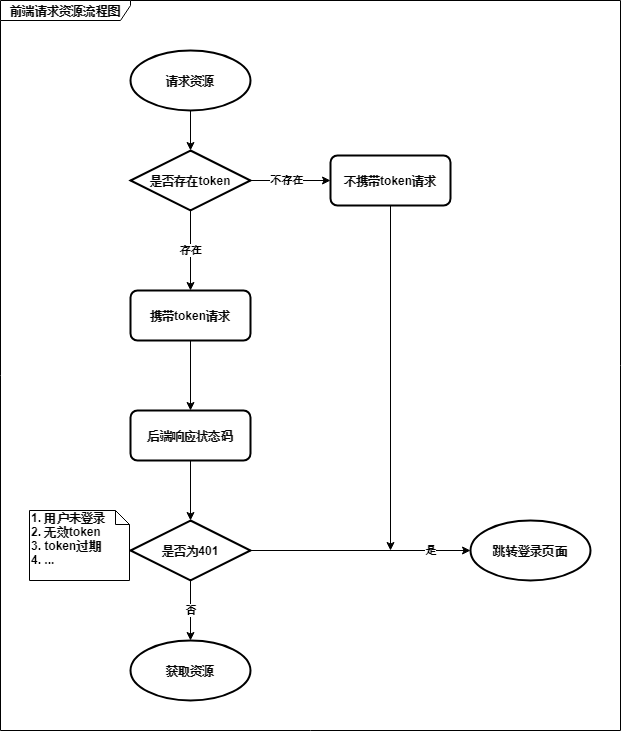 前端请求资源流程图
请求资源
是否存在token
不存在
不携带token请求
存在
携带token请求
后端响应状态码
1. 用户未登录
2. 无效token
3. token过期
4. ...
是否为401
是
跳转登录页面
否
获取资源